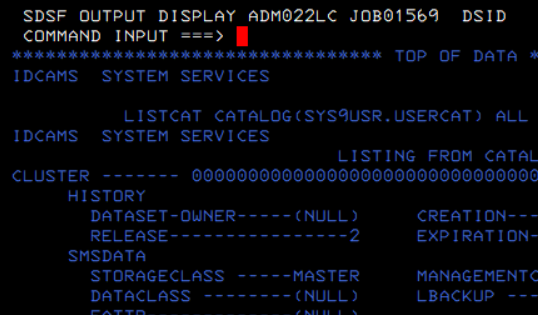 SDSF OUTPUT DISPLAY ADM022LC JOB01569 DSID
COMMAND INPUT ===>
******************************** TOP OF DATA *
IDCAMS SYSTEM SERVICES
LISTCAT CATALOG(SYS9USR.USERCAT) ALL
IDCAMS SYSTEM SERVICES
LISTING FROM CATAL
CLUSTER ------- 00000000000000000000000000000000
HISTORY
DATASET-OWNER-----(NULL) CREATION---
RELEASE----------------2 EXPIRATION-
SMSDATA
STORAGECLASS -----MASTER MANAGEMENTC
DATACLASS --------(NULL) LBACKUP ---